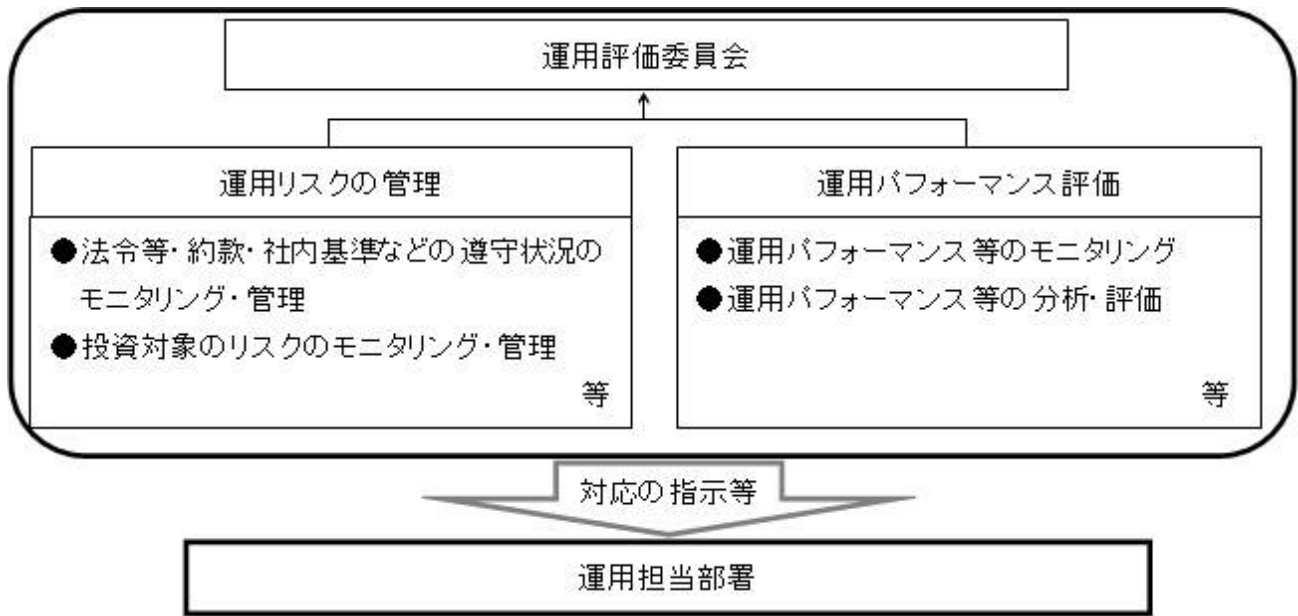 運用評価委員会
運用リスクの管理
●法令等・約款・社内基準などの遵守状況の
モニタリング・管理
●投資対象のリスクのモニタリング・管理
等
運用パフォーマンス評価
●運用パフォーマンス等のモニタリング
●運用パフォーマンス等の分析・評価
等
対応の指示等
運用担当部署